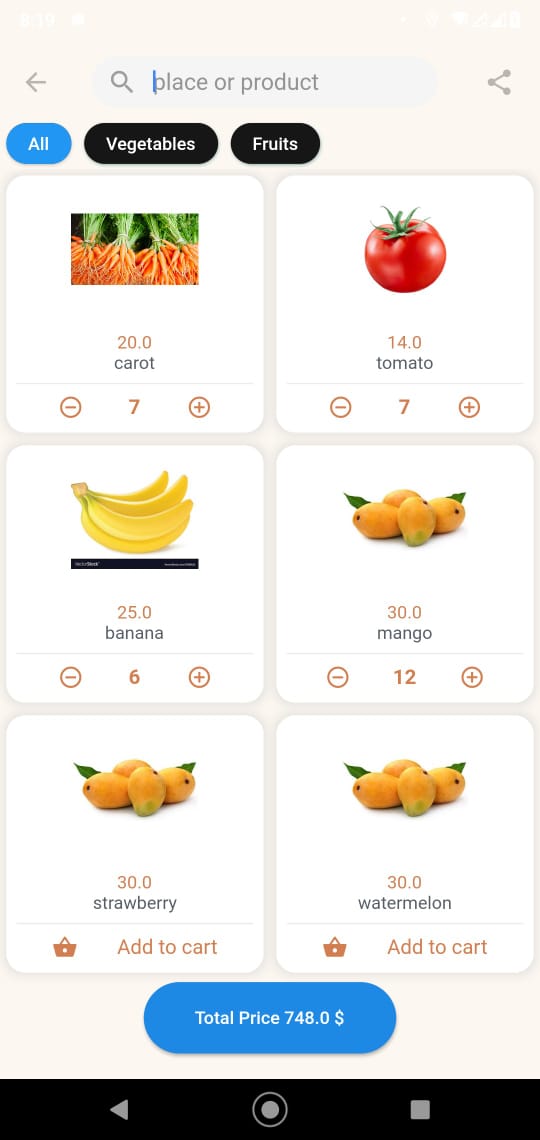 8:19
place or product
All
Vegetables
Fruits
20.0
carot
7
14.0
tomato
7
VectorStock
25.0
banana
6
30.0
mango
12
30.0
strawberry
Add to cart
30.0
watermelon
Add to cart
Total Price 748.0 $